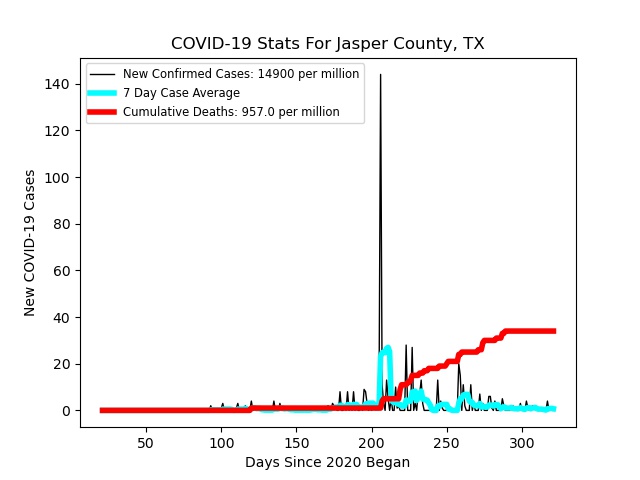 COVID-19 Stats For Jasper County, TX
New Confirmed Cases: 14900 per million
7 Day Case Average
Cumulative Deaths: 957.0 per million
New COVID-19 Cases
140
120
100
80
60
40
20
0
50
100
150
200
250
300
Days Since 2020 Began